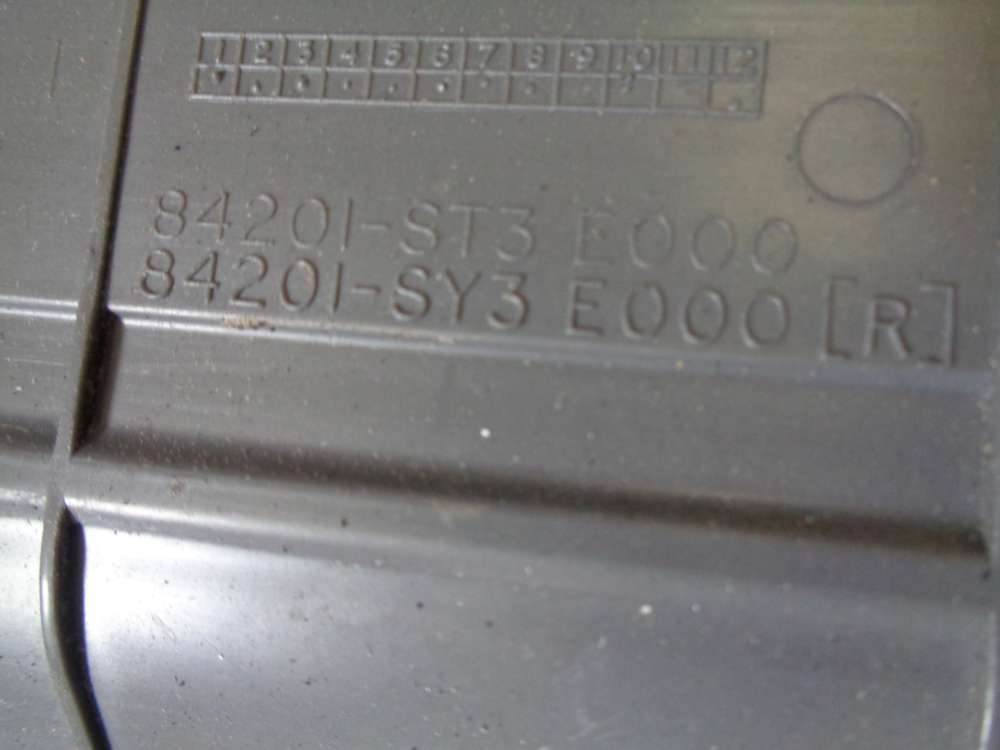 1 2 3 4 5 6 7 8 9 10 11 12
84201-ST3 E000
84201-SY3 E000 [R]